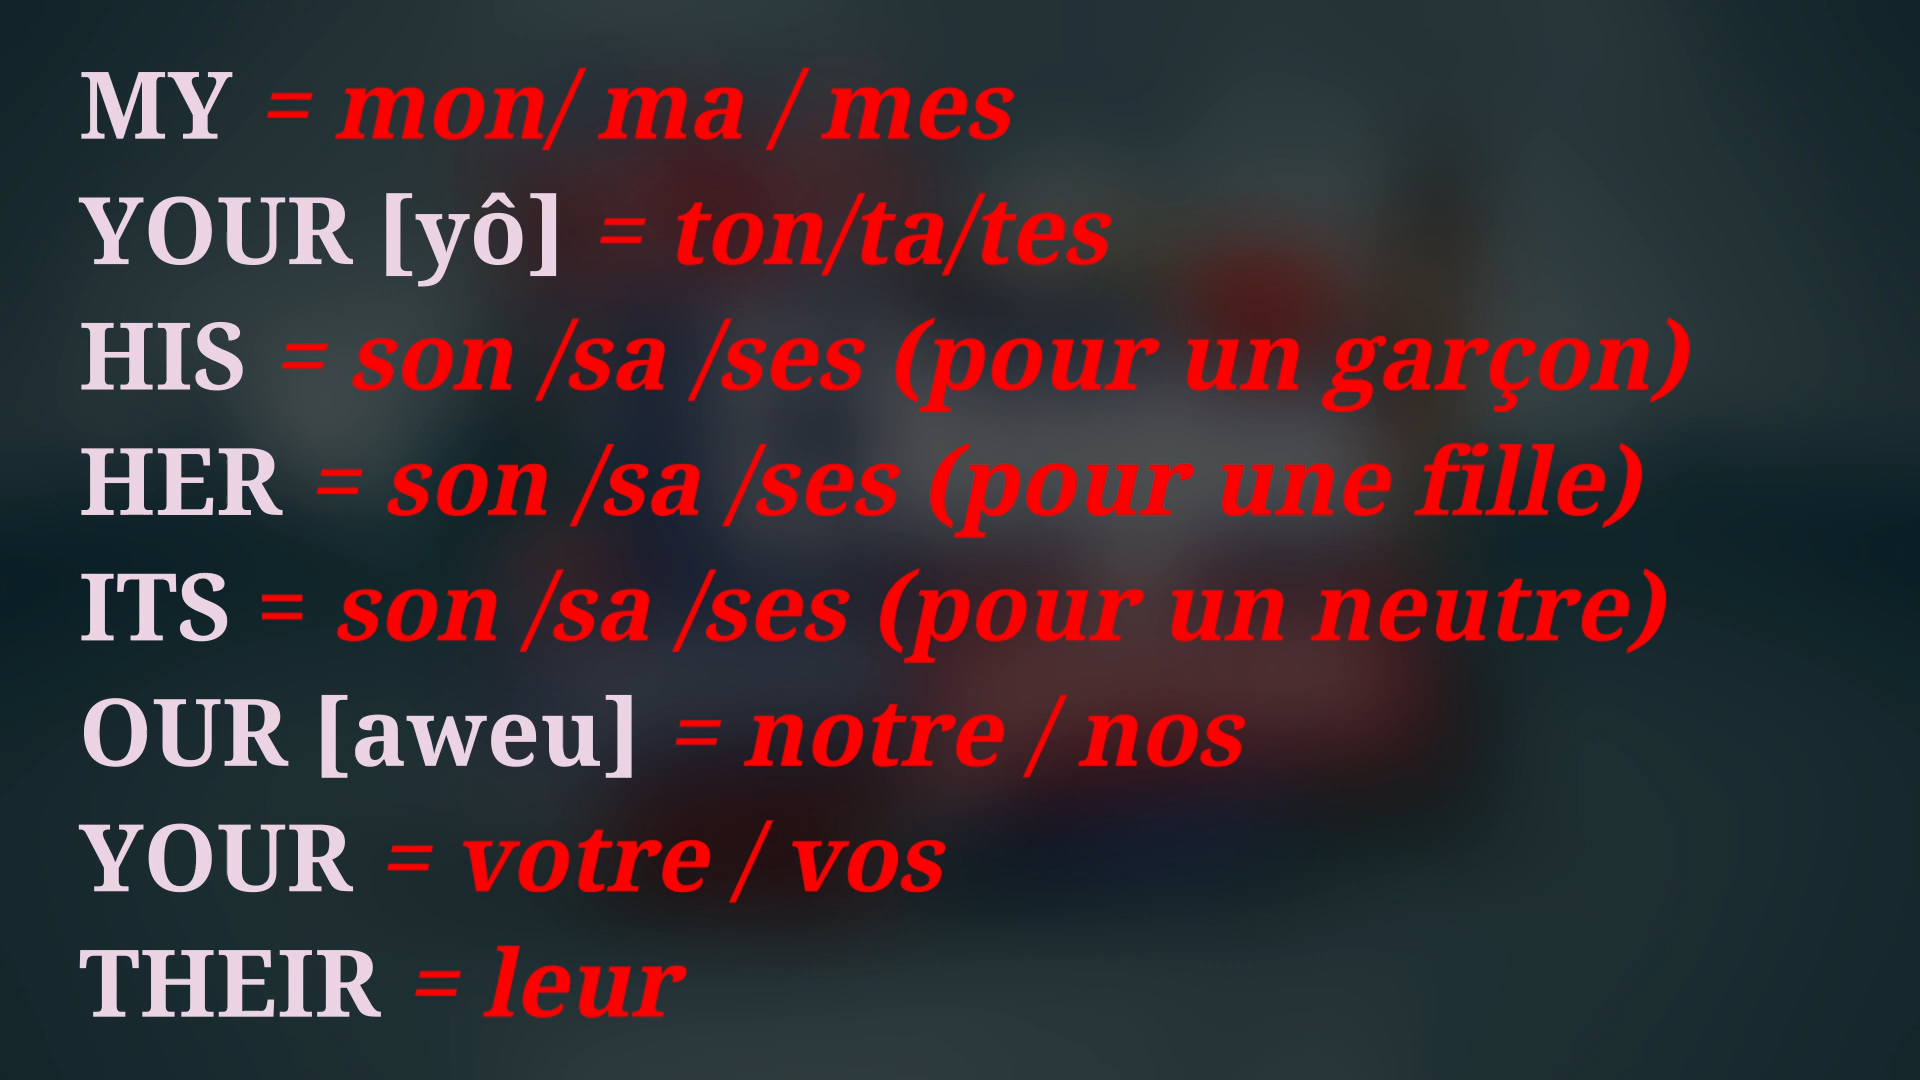 MY = mon/ ma / mes
YOUR [yô] = ton/ta/tes
HIS = son /sa /ses (pour un garçon)
HER = son /sa /ses (pour une fille)
ITS = son /sa /ses (pour un neutre)
OUR [aweu] = notre / nos
YOUR = votre / vos
THEIR = leur